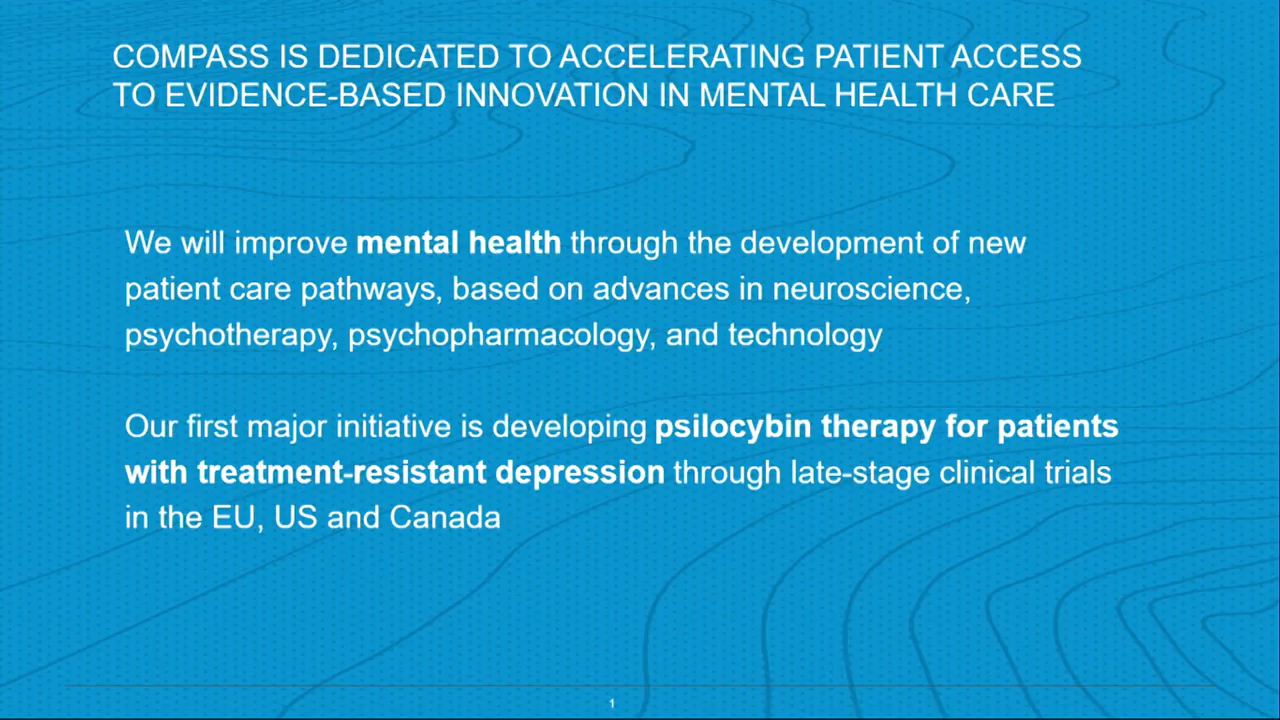 COMPASS IS DEDICATED TO ACCELERATING PATIENT ACCESS
TO EVIDENCE-BASED INNOVATION IN MENTAL HEALTH CARE
We will improve mental health through the development of new
patient care pathways, based on advances in neuroscience,
psychotherapy, psychopharmacology, and technology
Our first major initiative is developing psilocybin therapy for patients
with treatment-resistant depression through late-stage clinical trials
in the EU, US and Canada
1